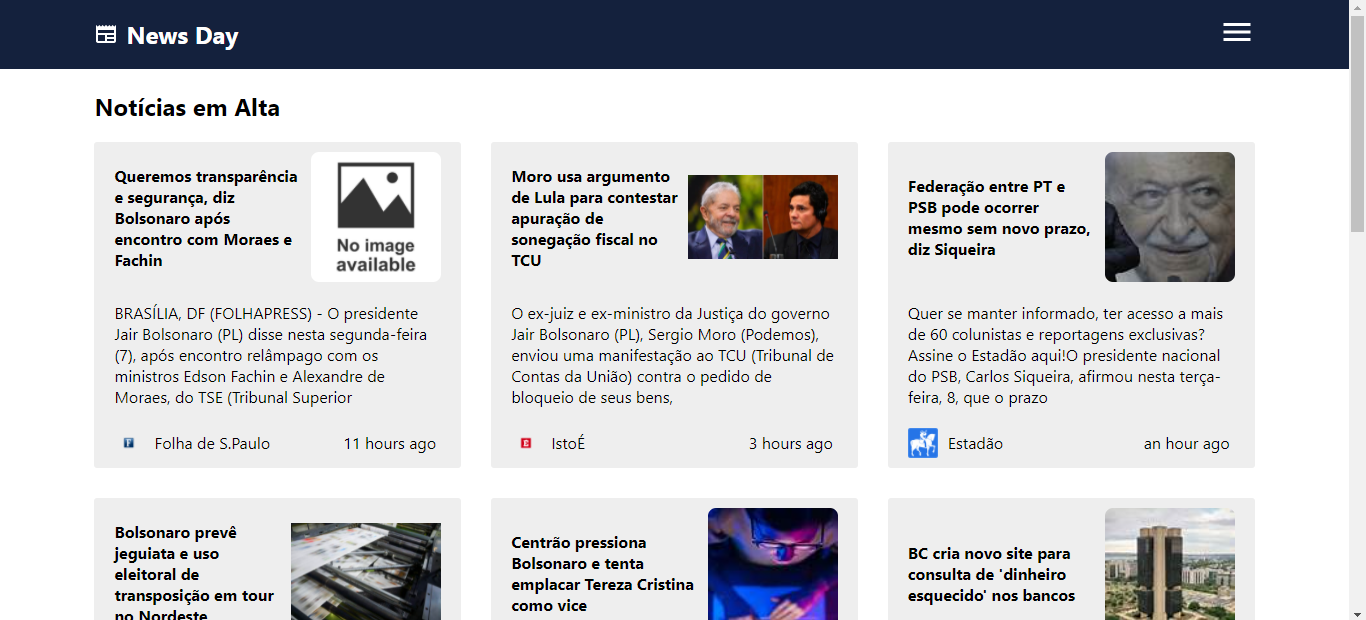 News Day
Notícias em Alta
Queremos transparência
e segurança, diz
Bolsonaro após
encontro com Moraes e
Fachin
No image
available
BRASÍLIA, DF (FOLHAPRESS) - O presidente
Jair Bolsonaro (PL) disse nesta segunda-feira
(7), após encontro relâmpago com os
ministros Edson Fachin e Alexandre de
Moraes, do TSE (Tribunal Superior
F
Folha de S.Paulo
11 hours ago
Moro usa argumento
de Lula para contestar
apuração de
sonegação fiscal no
TCU
O ex-juiz e ex-ministro da Justiça do governo
Jair Bolsonaro (PL), Sergio Moro (Podemos),
enviou uma manifestação ao TCU (Tribunal de
Contas da União) contra o pedido de
bloqueio de seus bens,
E
IstoÉ
3 hours ago
Federação entre PT e
PSB pode ocorrer
mesmo sem novo prazo,
diz Siqueira
Quer se manter informado, ter acesso a mais
de 60 colunistas e reportagens exclusivas?
Assine o Estadão aqui!O presidente nacional
do PSB, Carlos Siqueira, afirmou nesta terça-
feira, 8, que o prazo
Estadão
an hour ago
Bolsonaro prevê
jeguiata e uso
eleitoral de
transposição em tour
no Nordeste
Centrão pressiona
Bolsonaro e tenta
emplacar Tereza Cristina
como vice
BC cria novo site para
consulta de 'dinheiro
esquecido' nos bancos